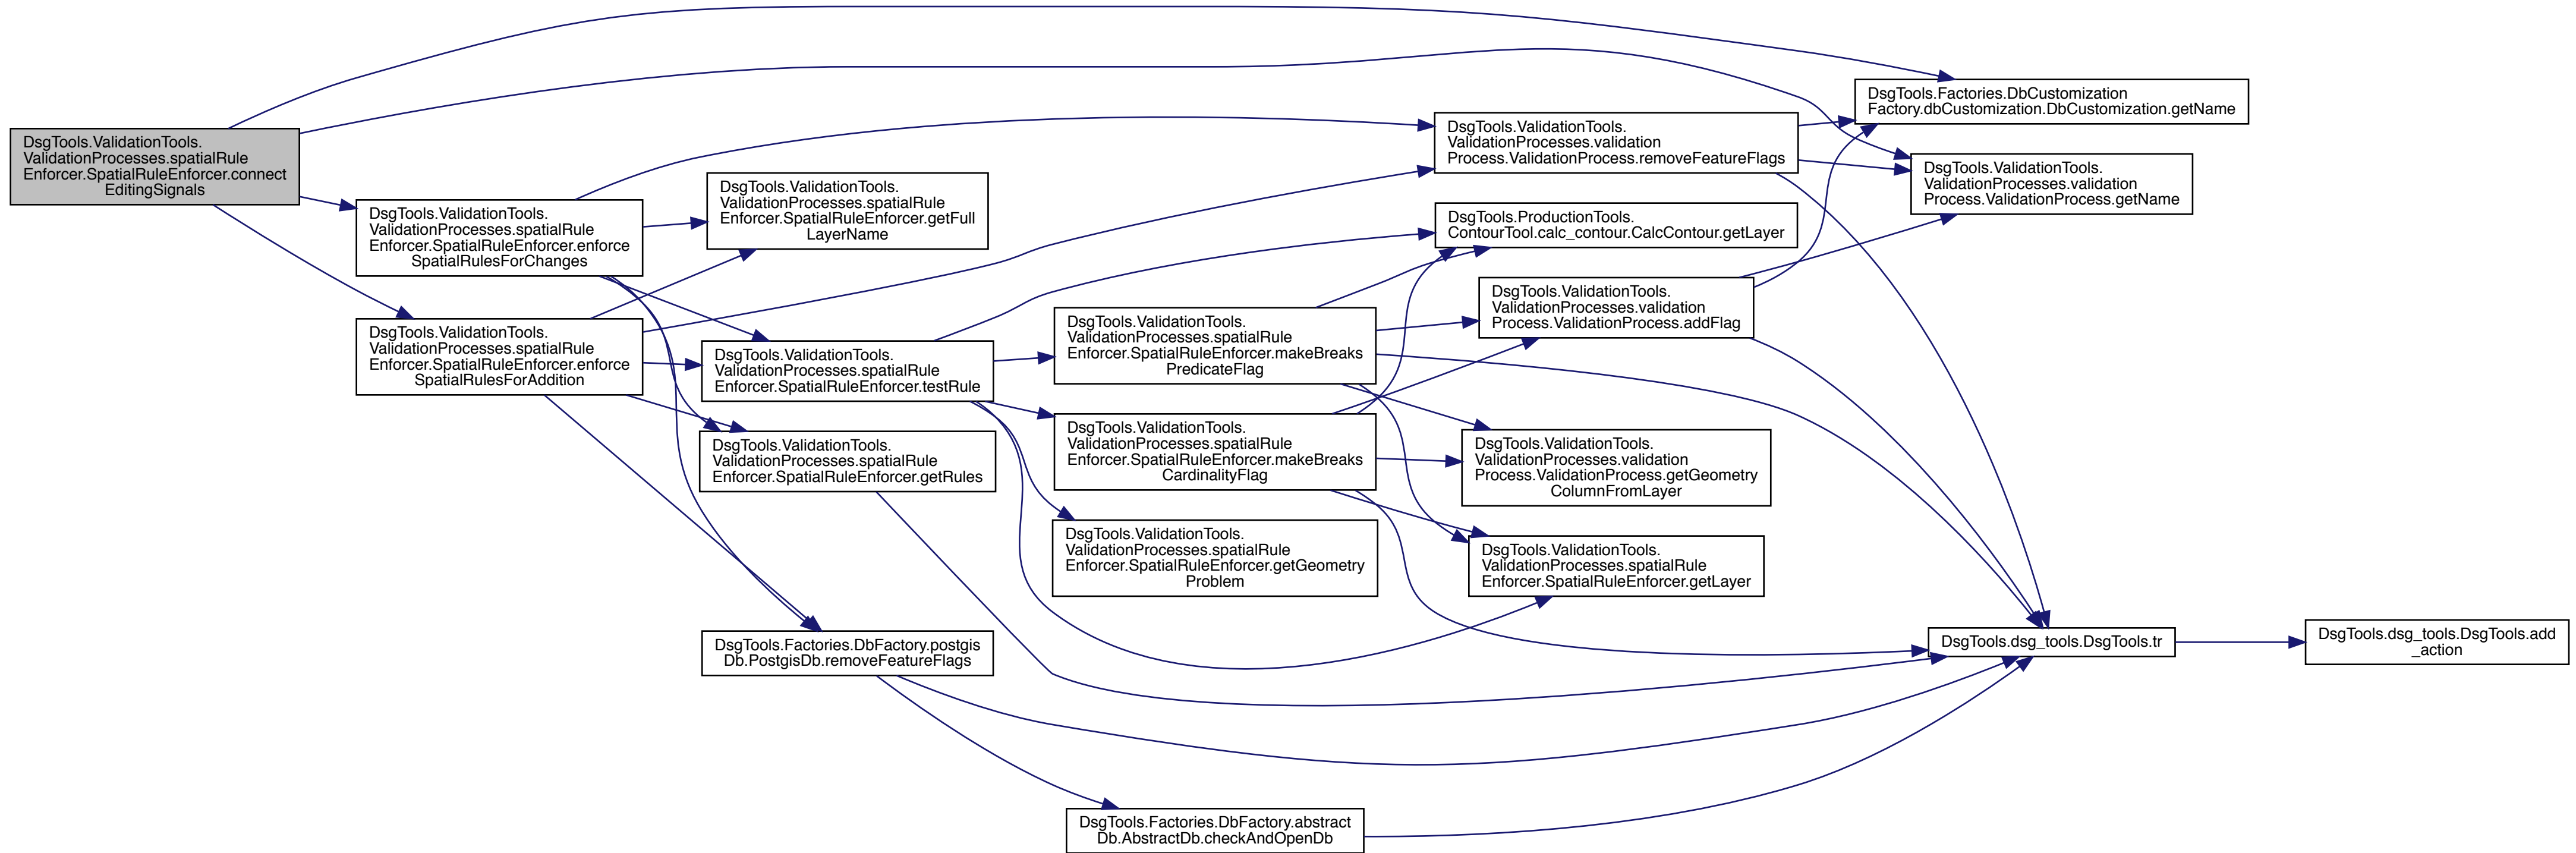 DsgTools.ValidationTools.
ValidationProcesses.spatialRule
Enforcer.SpatialRuleEnforcer.connect
EditingSignals
DsgTools.ValidationTools.
ValidationProcesses.spatialRule
Enforcer.SpatialRuleEnforcer.enforce
SpatialRulesForChanges
DsgTools.ValidationTools.
ValidationProcesses.spatialRule
Enforcer.SpatialRuleEnforcer.enforce
SpatialRulesForAddition
DsgTools.ValidationTools.
ValidationProcesses.spatialRule
Enforcer.SpatialRuleEnforcer.getFull
LayerName
DsgTools.ValidationTools.
ValidationProcesses.spatialRule
Enforcer.SpatialRuleEnforcer.testRule
DsgTools.ValidationTools.
ValidationProcesses.spatialRule
Enforcer.SpatialRuleEnforcer.getRules
DsgTools.Factories.DbFactory.postgis
Db.PostgisDb.removeFeatureFlags
DsgTools.ValidationTools.
ValidationProcesses.spatialRule
Enforcer.SpatialRuleEnforcer.makeBreaks
PredicateFlag
DsgTools.ValidationTools.
ValidationProcesses.spatialRule
Enforcer.SpatialRuleEnforcer.makeBreaks
CardinalityFlag
DsgTools.ValidationTools.
ValidationProcesses.spatialRule
Enforcer.SpatialRuleEnforcer.getGeometry
Problem
DsgTools.Factories.DbFactory.abstract
Db.AbstractDb.checkAndOpenDb
DsgTools.ValidationTools.
ValidationProcesses.validation
Process.ValidationProcess.removeFeatureFlags
DsgTools.ProductionTools.
ContourTool.calc_contour.CalcContour.getLayer
DsgTools.ValidationTools.
ValidationProcesses.validation
Process.ValidationProcess.addFlag
DsgTools.ValidationTools.
ValidationProcesses.validation
Process.ValidationProcess.getGeometry
ColumnFromLayer
DsgTools.ValidationTools.
ValidationProcesses.spatialRule
Enforcer.SpatialRuleEnforcer.getLayer
DsgTools.Factories.DbCustomization
Factory.dbCustomization.DbCustomization.getName
DsgTools.ValidationTools.
ValidationProcesses.validation
Process.ValidationProcess.getName
DsgTools.dsg_tools.DsgTools.tr
DsgTools.dsg_tools.DsgTools.add
_action